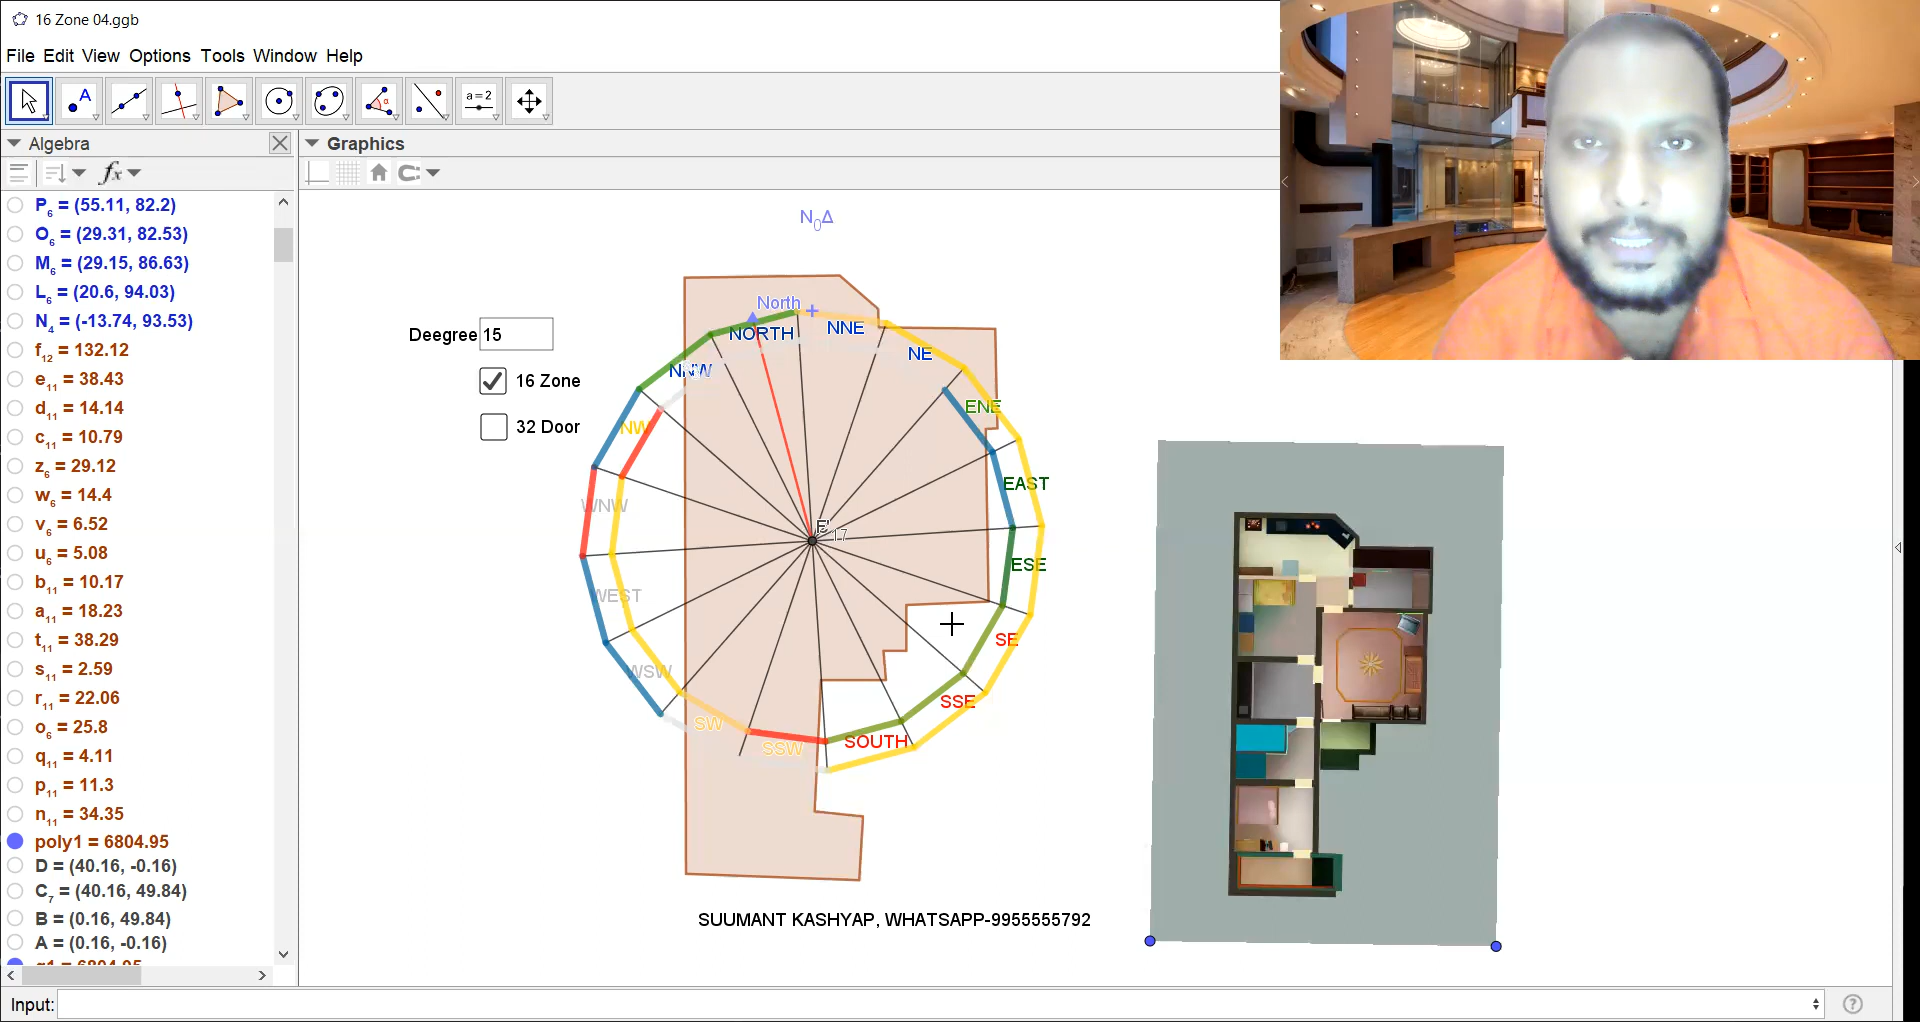 16 Zone 04.ggb
File Edit View Options Tools Window Help
A
α
a=2
Algebra
Graphics
fx
P6 = (55.11, 82.2)
O6 = (29.31, 82.53)
M6 = (29.15, 86.63)
L6 = (20.6, 94.03)
N4 = (-13.74, 93.53)
f12 = 132.12
e11 = 38.43
d11 = 14.14
c11 = 10.79
z6 = 29.12
w6 = 14.4
v6 = 6.52
u6 = 5.08
b11 = 10.17
a11 = 18.23
t11 = 38.29
s11 = 2.59
r11 = 22.06
o6 = 25.8
q11 = 4.11
p11 = 11.3
n11 = 34.35
poly1 = 6804.95
D = (40.16, -0.16)
C7 = (40.16, 49.84)
B = (0.16, 49.84)
A = (0.16, -0.16)
N0Δ
Deegree 15
16 Zone
32 Door
North
NORTH
NNE
NE
NNW
ENE
NW
EAST
WNW
ESE
WEST
SE
WSW
SSE
SW
SOUTH
SSW
SUUMANT KASHYAP, WHATSAPP-9955555792
Input: